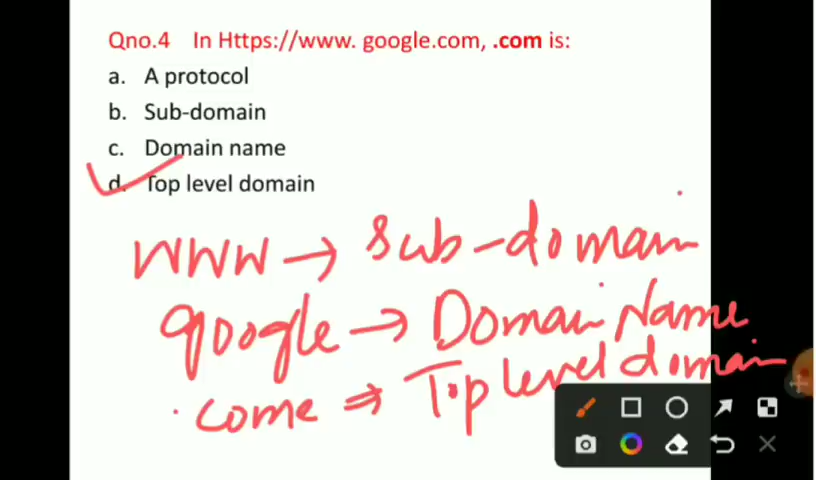 Qno.4 In Https://www. google.com, .com is:
a. A protocol
b. Sub-domain
c. Domain name
d. Top level domain
WWW → Sub-domain
google → Domain Name
.come ⇒ Top level domain